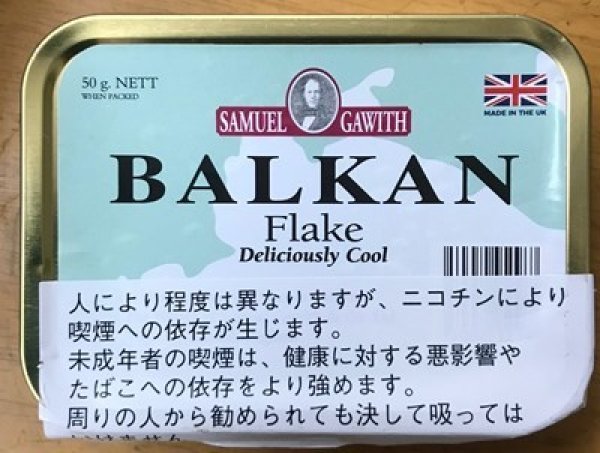 50 g. NETT
WHEN PACKED
SAMUEL GAWITH
MADE IN THE UK
BALKAN
Flake
Deliciously Cool
人により程度は異なりますが、ニコチンにより
喫煙への依存が生じます。
未成年者の喫煙は、健康に対する悪影響や
たばこへの依存をより強めます。
周りの人から勧められても決して吸っては